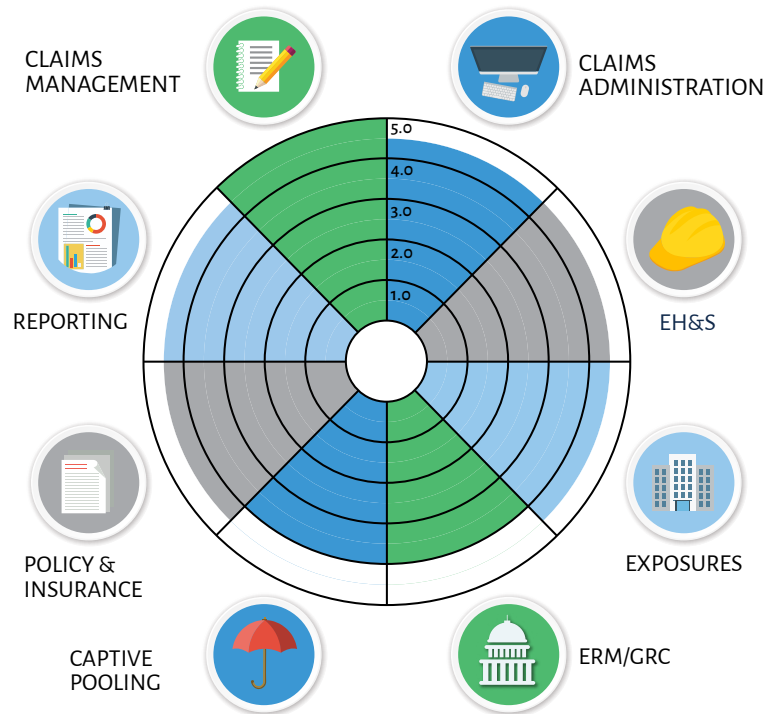 CLAIMS
MANAGEMENT
CLAIMS
ADMINISTRATION
5.0
4.0
3.0
2.0
1.0
REPORTING
EH&S
POLICY &
INSURANCE
EXPOSURES
CAPTIVE
POOLING
ERM/GRC